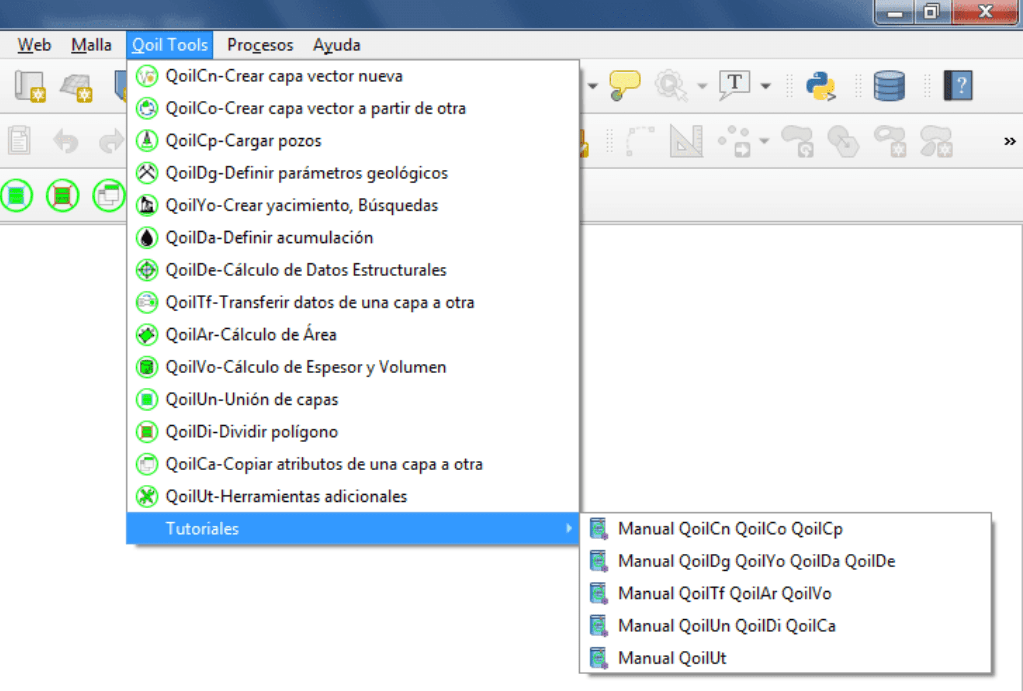 Web Malla Qoil Tools Procesos Ayuda
T
?
»
QoilCn-Crear capa vector nueva
QoilCo-Crear capa vector a partir de otra
QoilCp-Cargar pozos
QoilDg-Definir parámetros geológicos
QoilYo-Crear yacimiento, Búsquedas
QoilDa-Definir acumulación
QoilDe-Cálculo de Datos Estructurales
QoilTf-Transferir datos de una capa a otra
QoilAr-Cálculo de Área
QoilVo-Cálculo de Espesor y Volumen
QoilUn-Unión de capas
QoilDi-Dividir polígono
QoilCa-Copiar atributos de una capa a otra
QoilUt-Herramientas adicionales
Tutoriales
Manual QoilCn QoilCo QoilCp
Manual QoilDg QoilYo QoilDa QoilDe
Manual QoilTf QoilAr QoilVo
Manual QoilUn QoilDi QoilCa
Manual QoilUt